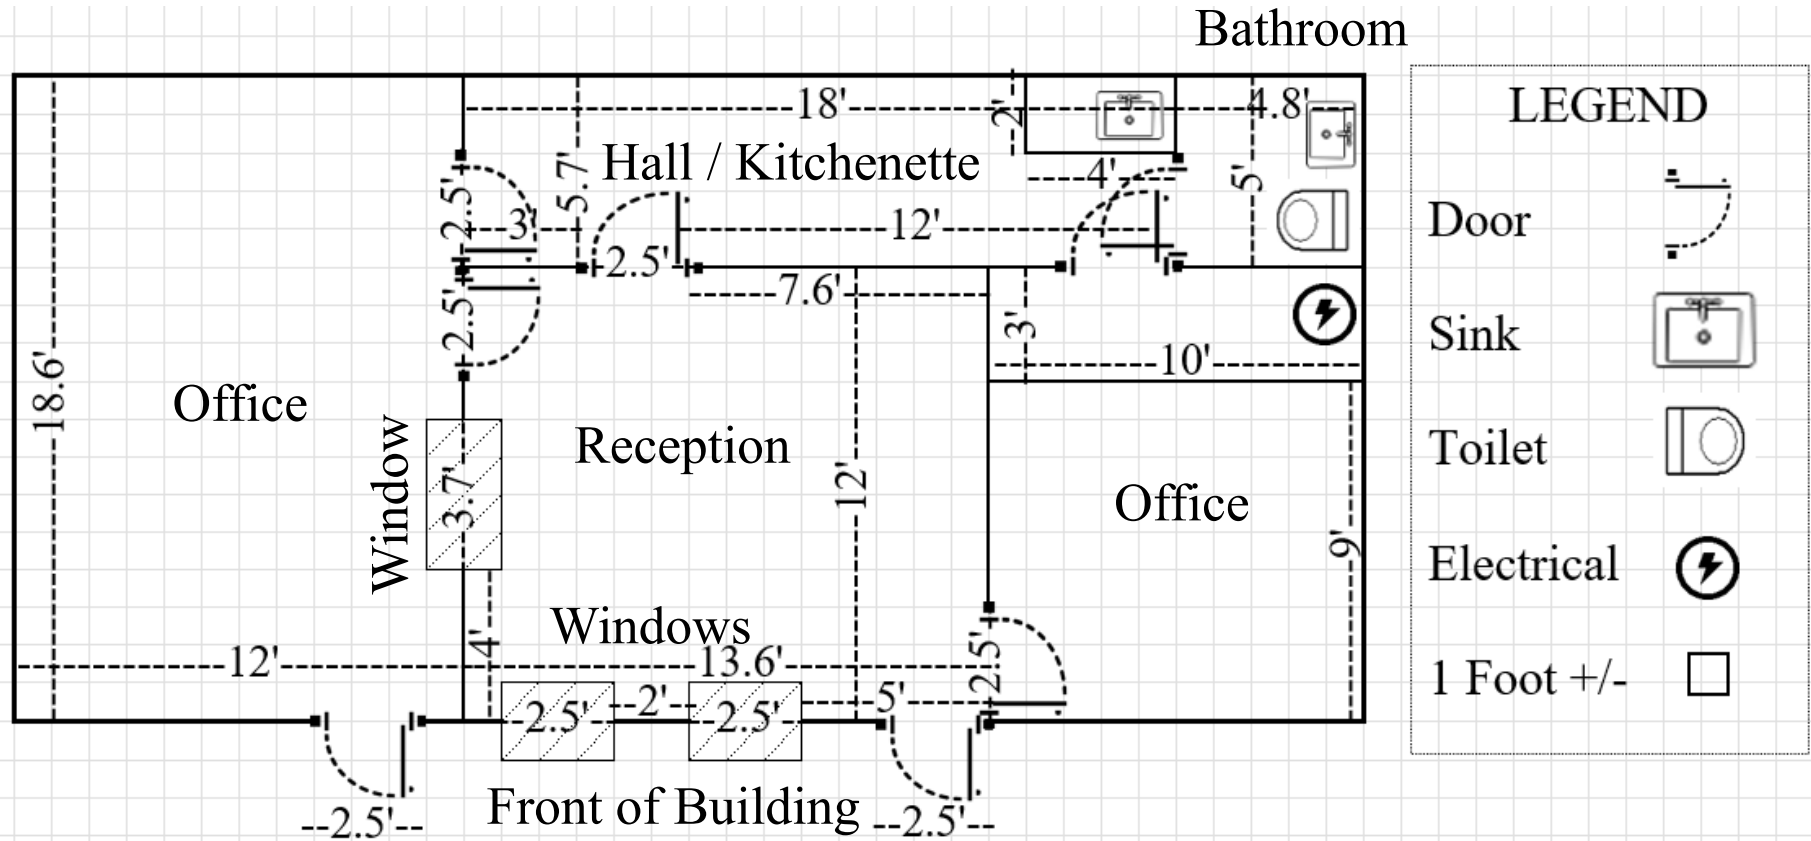 Bathroom
18'
2'
4.8'
Hall / Kitchenette
5.7'
4'
5'
2.5'
3'
12'
2.5'
7.6'
2.5'
3'
10'
18.6'
Office
Window
3.7'
Reception
12'
Office
9'
Windows
4'
12'
13.6'
2.5'
2.5'
2'
2.5'
5'
Front of Building
2.5'
2.5'
LEGEND
Door
Sink
Toilet
Electrical
1 Foot +/-